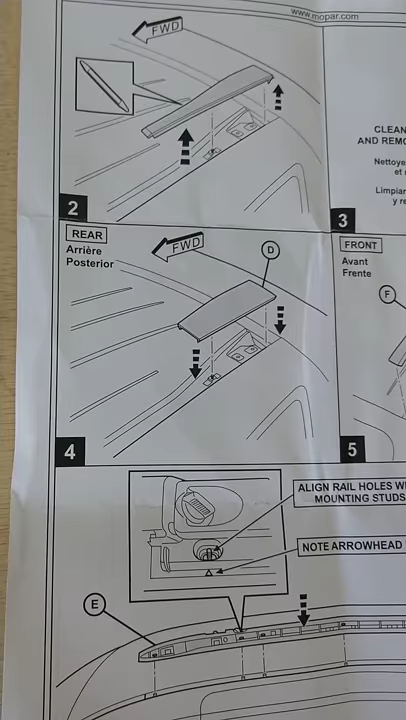 www.mopar.com
FWD
CLEAN
AND REMO
Nettoyez
et r
Limpiar
y re
2
3
REAR
Arrière
Posterior
FWD
D
FRONT
Avant
Frente
F
4
5
ALIGN RAIL HOLES WI
MOUNTING STUDS
NOTE ARROWHEAD
E